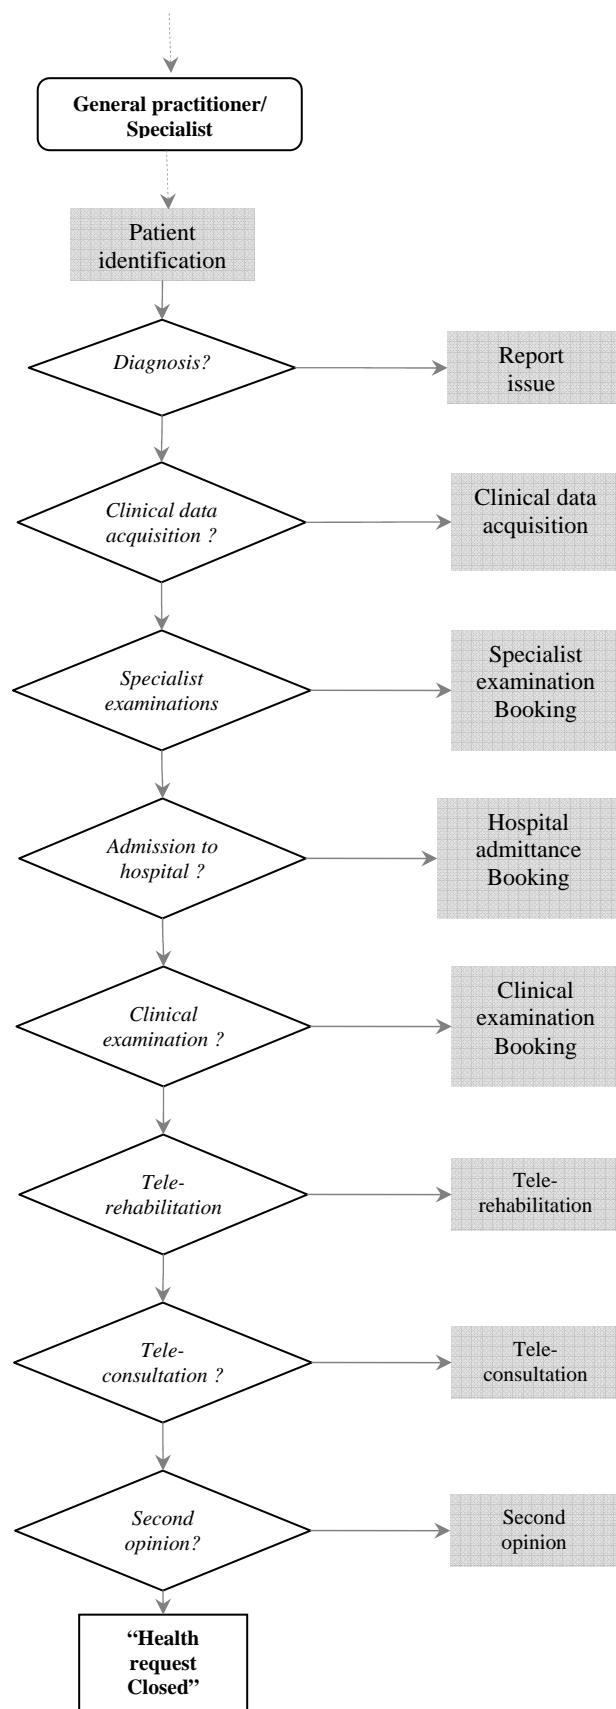 General practitioner/
Specialist
Patient
identification
Diagnosis?
Report
issue
Clinical data
acquisition ?
Clinical data
acquisition
Specialist
examinations
Specialist
examination
Booking
Admission to
hospital ?
Hospital
admittance
Booking
Clinical
examination ?
Clinical
examination
Booking
Tele-
rehabilitation
Tele-
rehabilitation
Tele-
consultation ?
Tele-
consultation
Second
opinion?
Second
opinion
“Health
request
Closed”